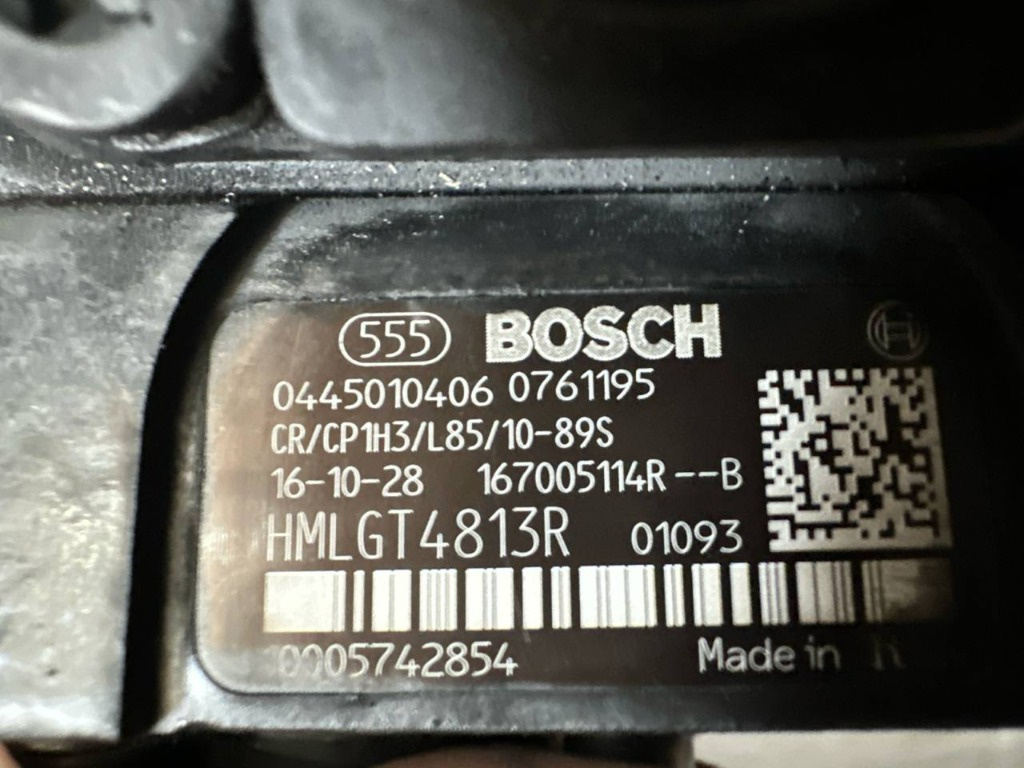 555 BOSCH
0445010406 0761195
CR/CP1H3/L85/10-89S
16-10-28 167005114R--B
HMLGT4813R 01093
0005742854
Made in